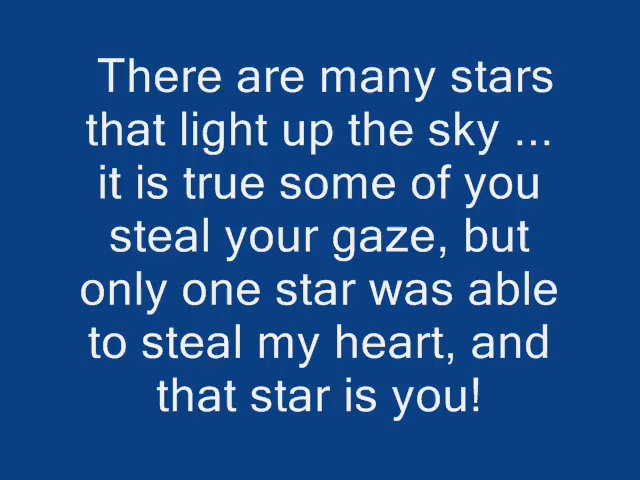 There are many stars
that light up the sky ...
it is true some of you
steal your gaze, but
only one star was able
to steal my heart, and
that star is you!